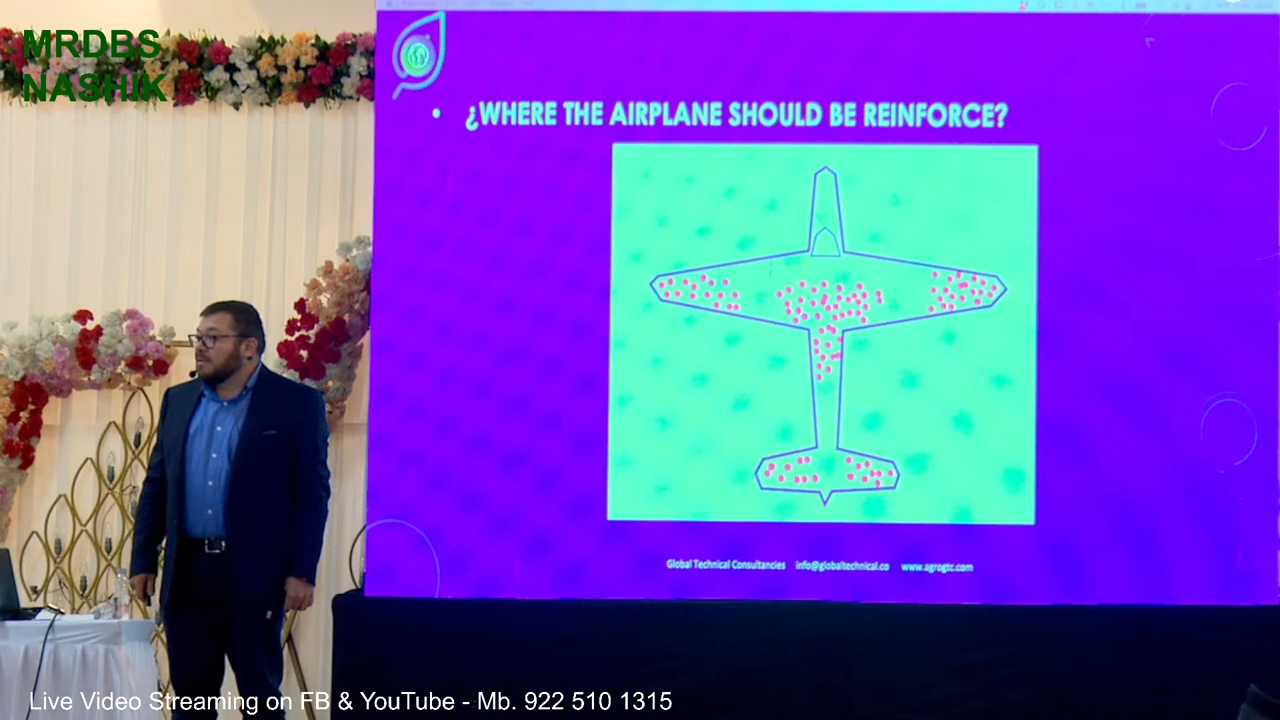 MRDBS
NASHIK
• ¿WHERE THE AIRPLANE SHOULD BE REINFORCE?
Global Technical Consultancies info@globaltechnical.co www.agrogtc.com
Live Video Streaming on FB & YouTube - Mb. 922 510 1315